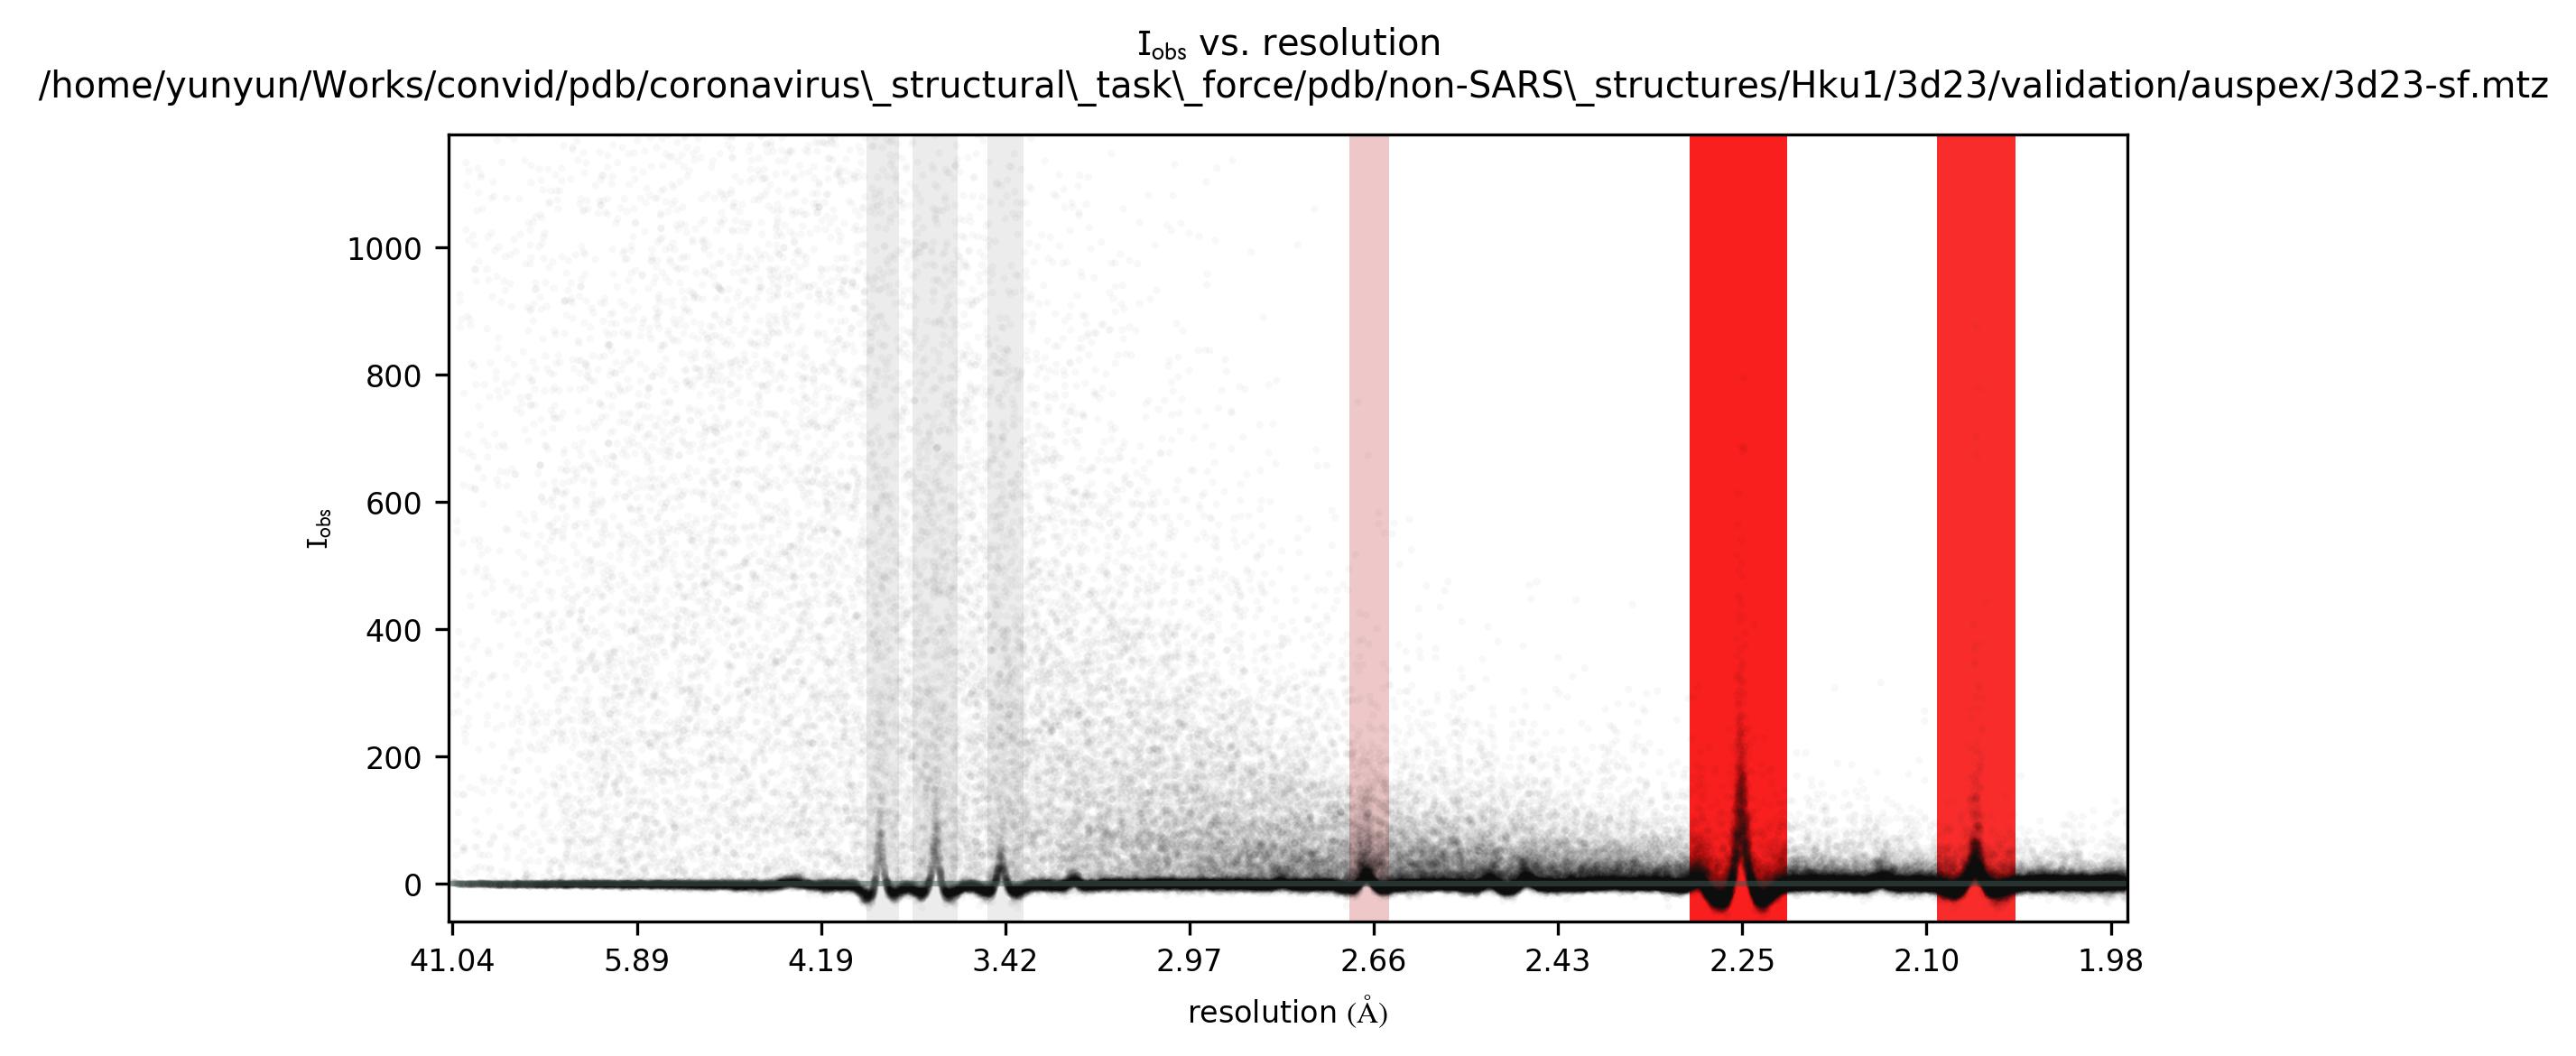 I_obs vs. resolution
/home/yunyun/Works/convid/pdb/coronavirus\_structural\_task\_force/pdb/non-SARS\_structures/Hku1/3d23/validation/auspex/3d23-sf.mtz
I_obs
1000
800
600
400
200
0
41.04 5.89 4.19 3.42 2.97 2.66 2.43 2.25 2.10 1.98
resolution (Å)